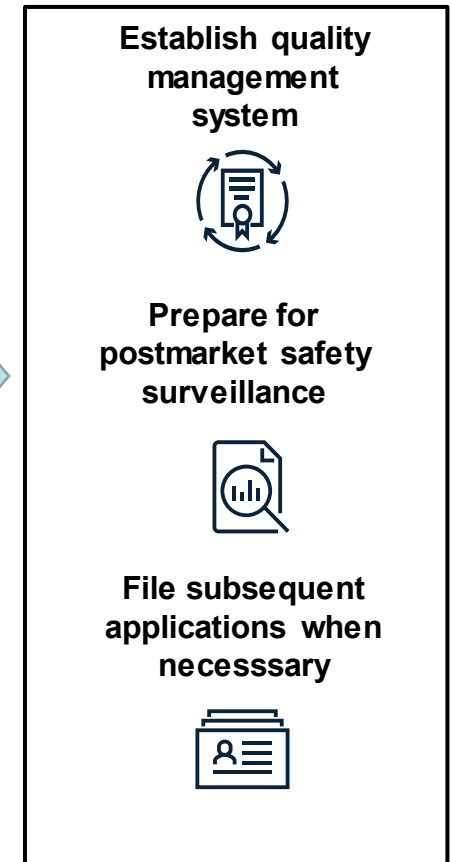 Establish quality
management
system
Prepare for
postmarket safety
surveillance
File subsequent
applications when
necesssary